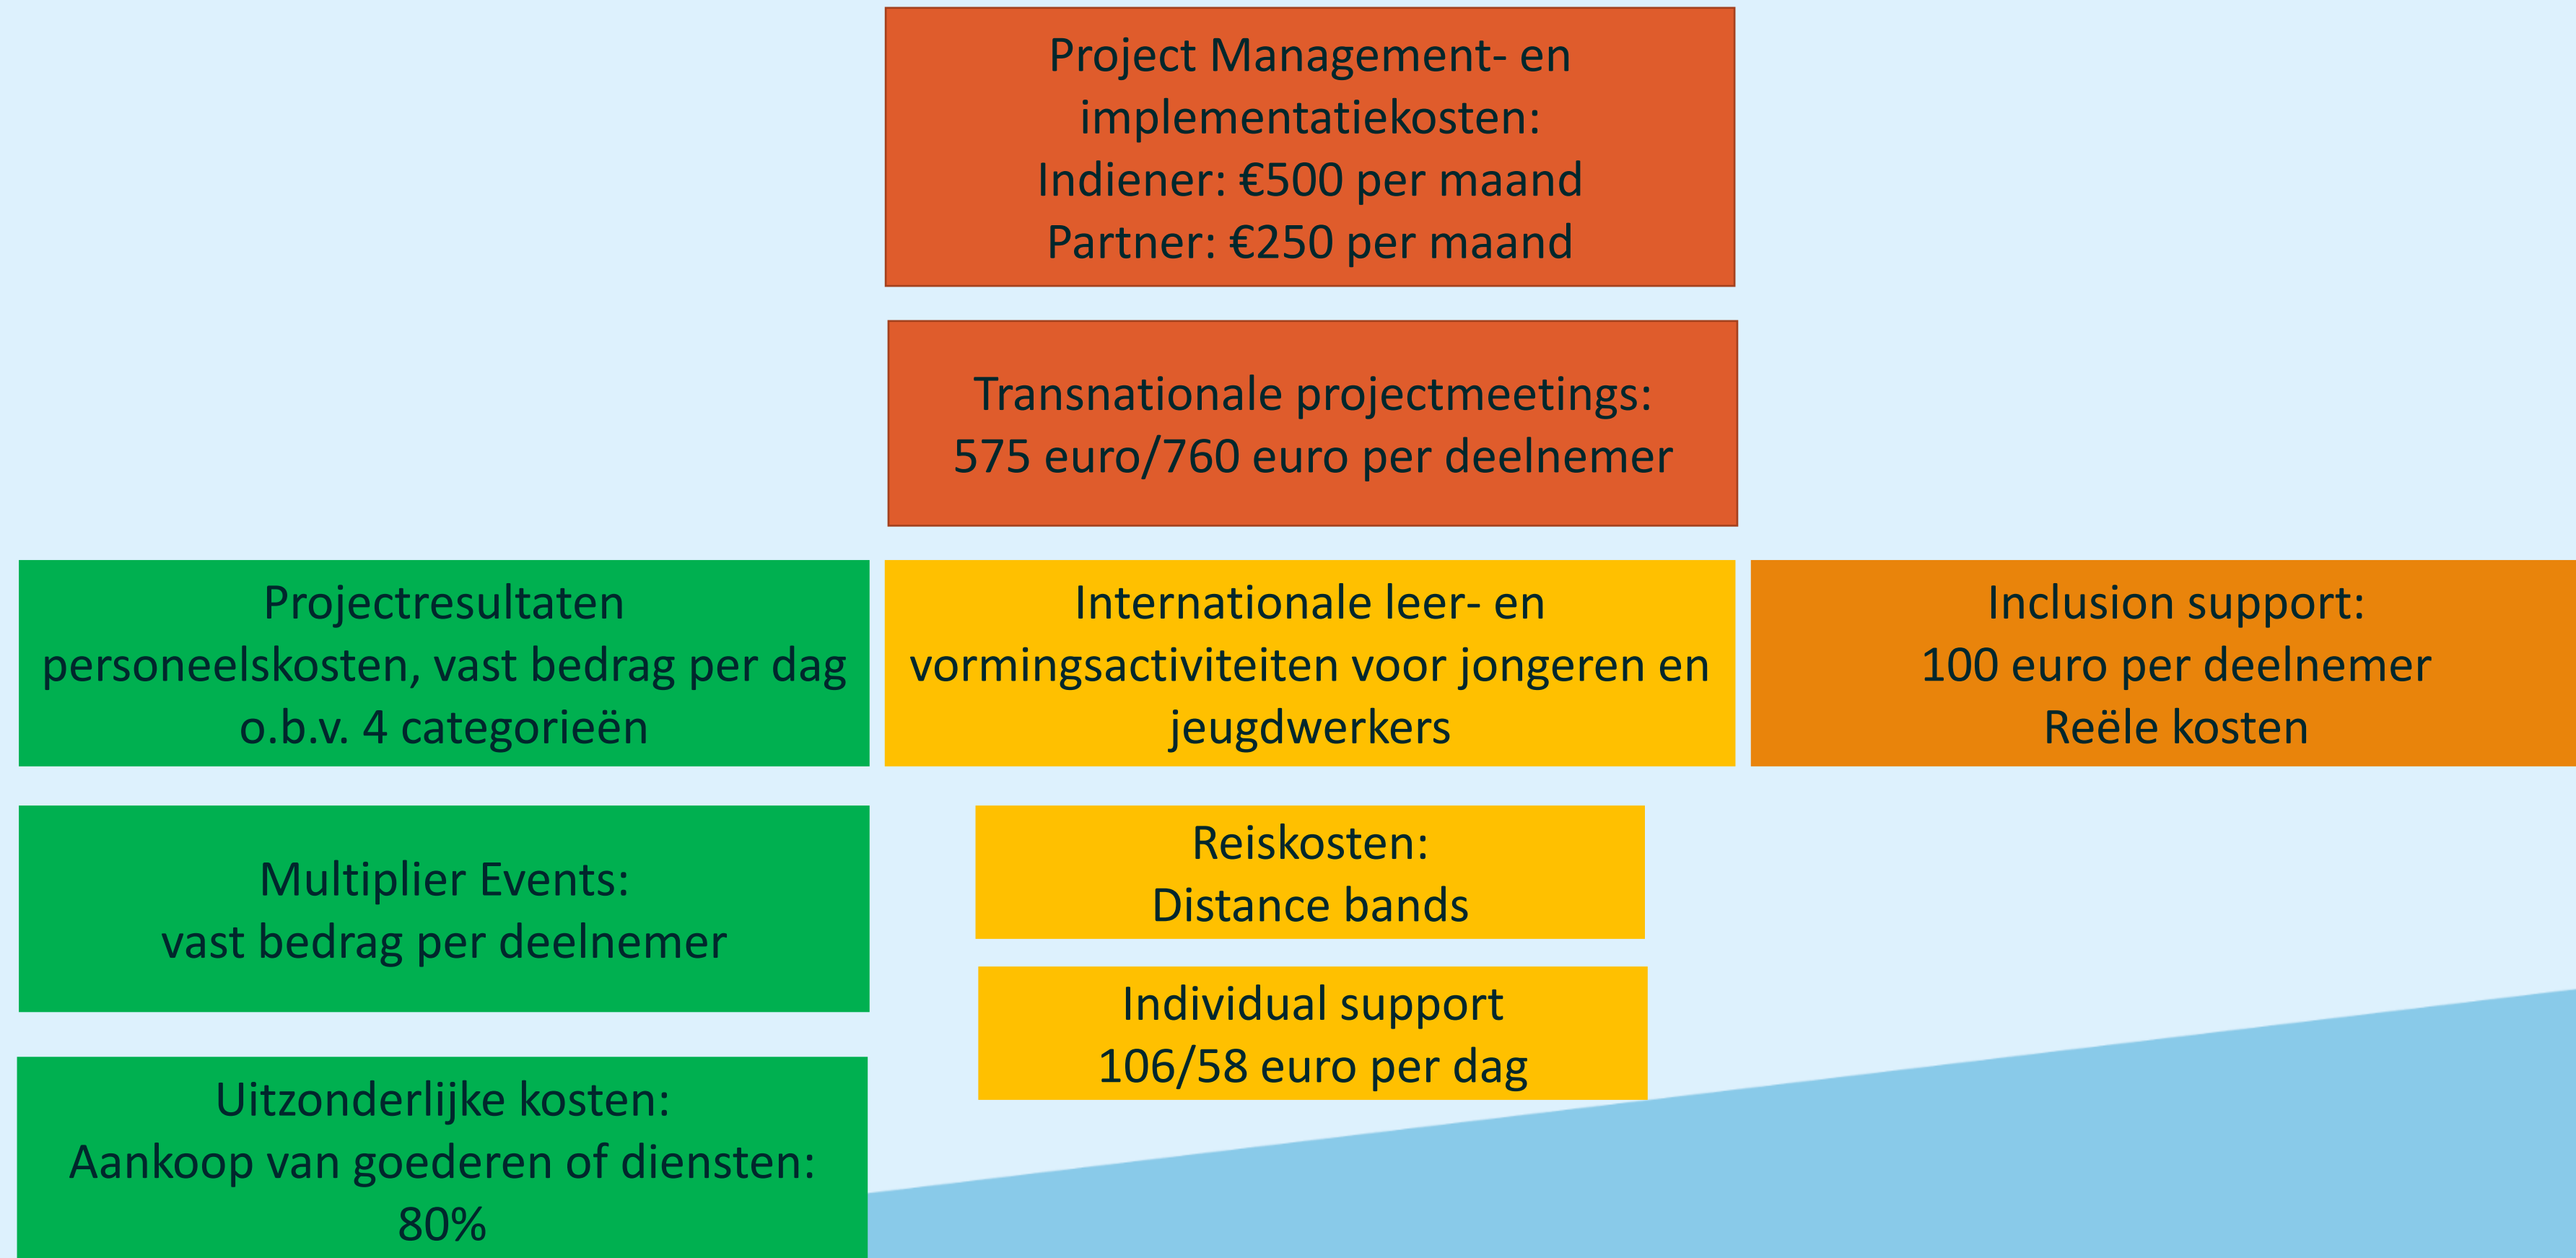 Project Management- en
implementatiekosten:
Indiener: €500 per maand
Partner: €250 per maand
Transnationale projectmeetings:
575 euro/760 euro per deelnemer
Projectresultaten
personeelskosten, vast bedrag per dag
o.b.v. 4 categorieën
Internationale leer- en
vormingsactiviteiten voor jongeren en
jeugdwerkers
Inclusion support:
100 euro per deelnemer
Reële kosten
Multiplier Events:
vast bedrag per deelnemer
Reiskosten:
Distance bands
Individual support
106/58 euro per dag
Uitzonderlijke kosten:
Aankoop van goederen of diensten:
80%